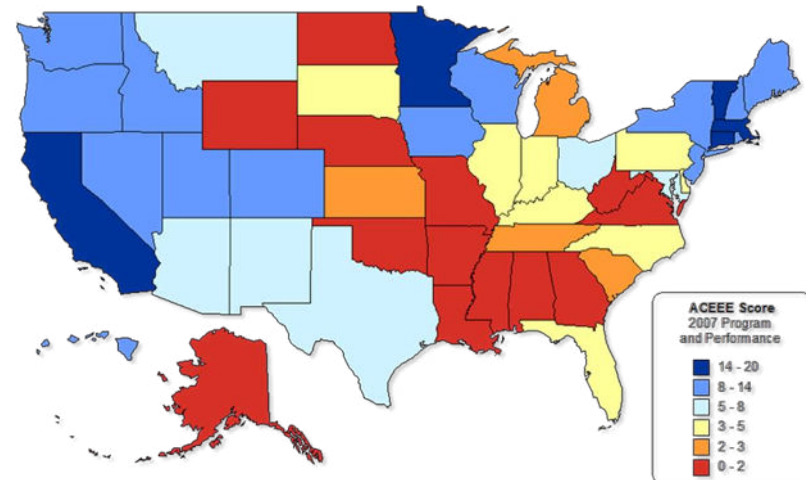 ACEEE Score
2007 Program
and Performance
14 - 20
8 - 14
5 - 8
3 - 5
2 - 3
0 - 2